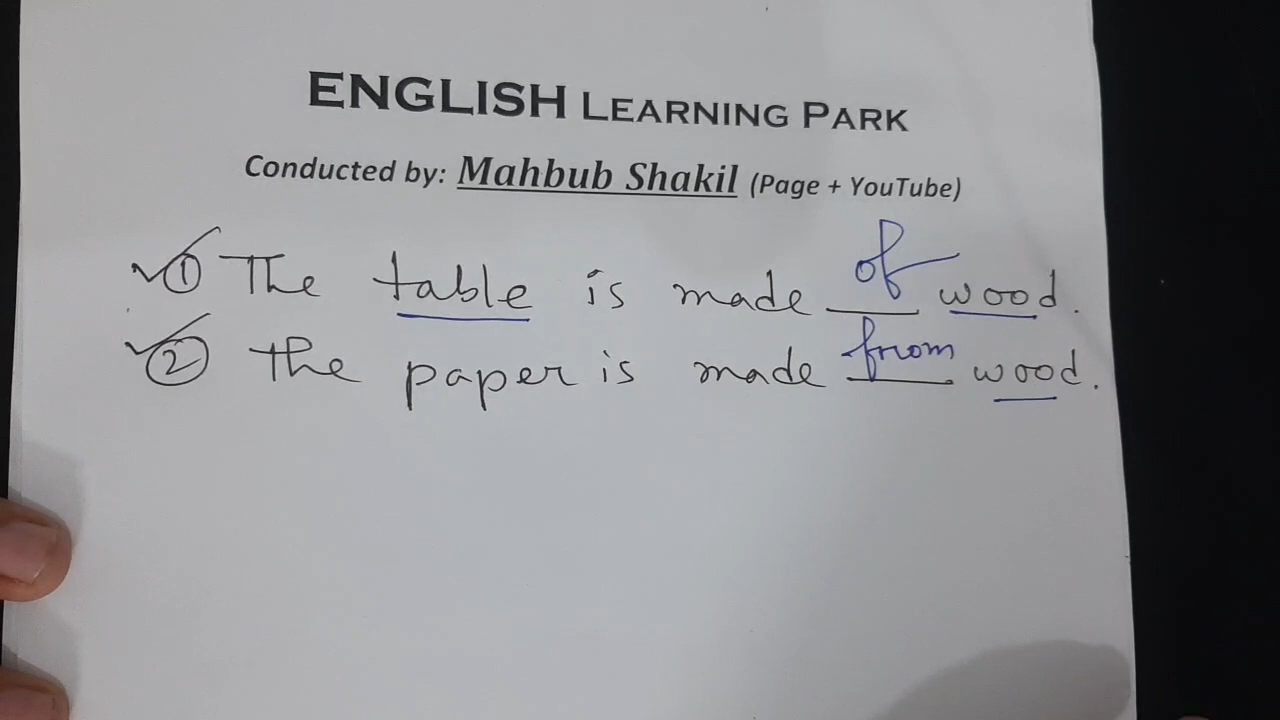 ENGLISH LEARNING PARK
Conducted by: Mahbub Shakil (Page + YouTube)
① The table is made of wood.
② The paper is made from wood.